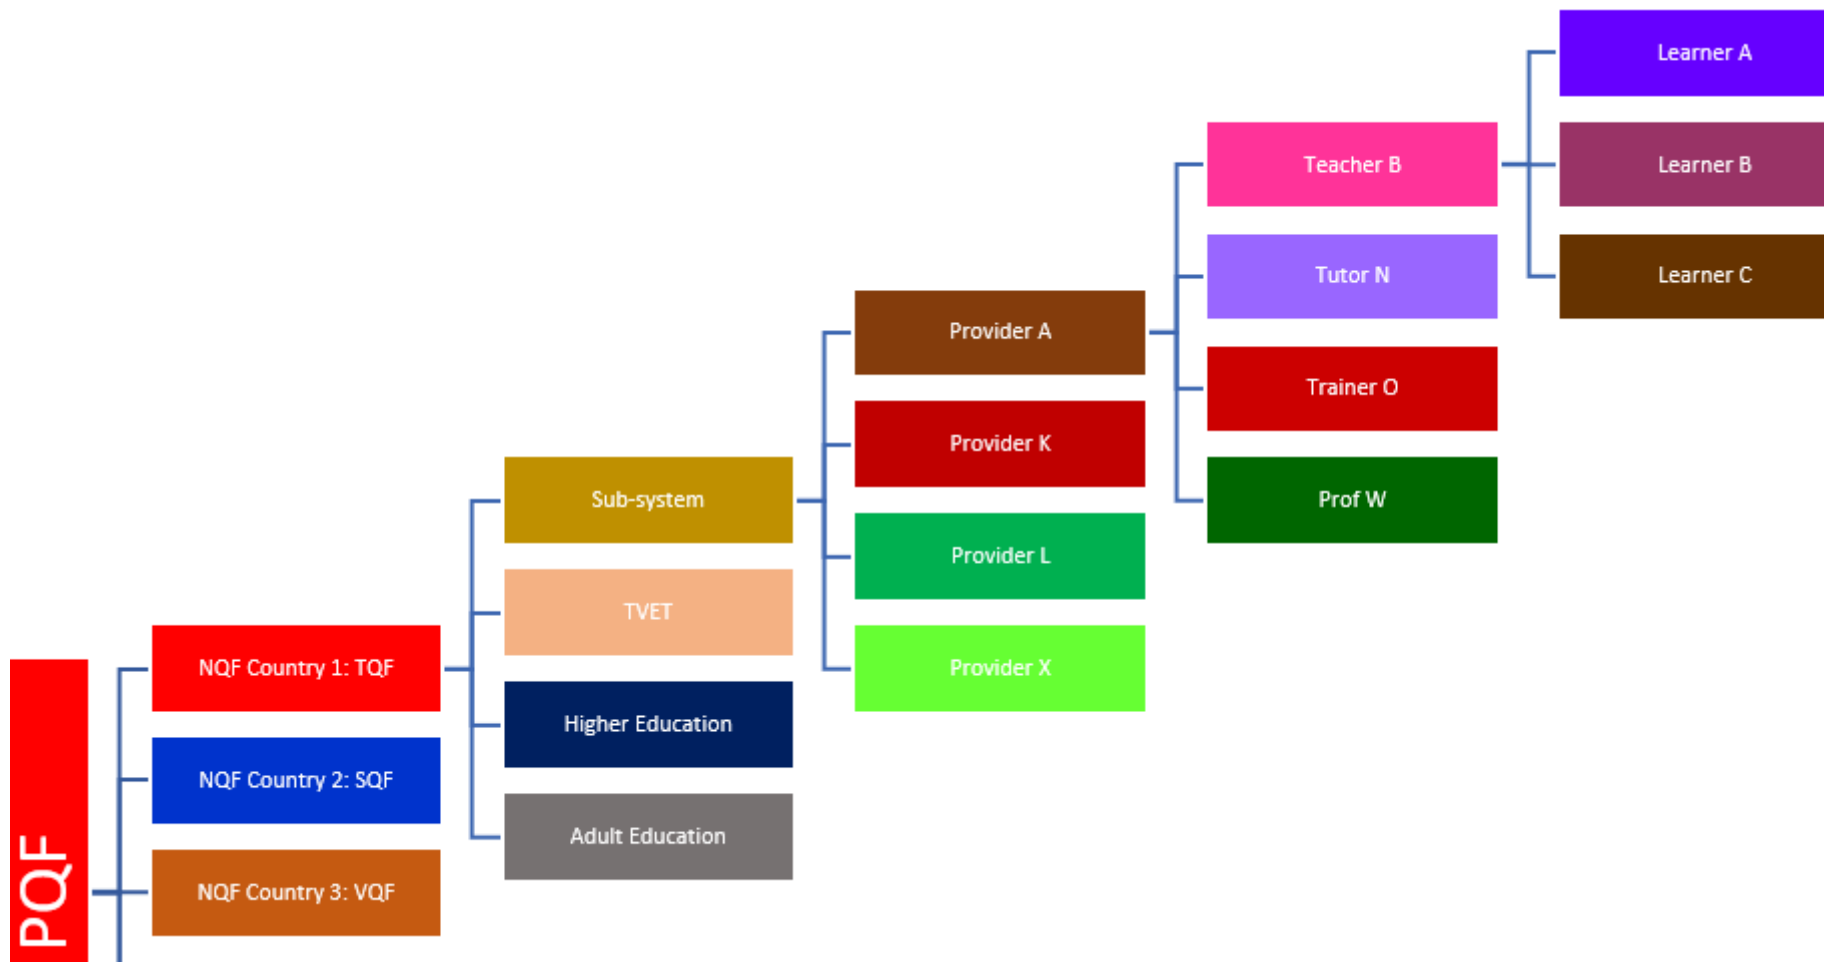 PQF
NQF Country 1: TQF
NQF Country 2: SQF
NQF Country 3: VQF
Sub-system
TVET
Higher Education
Adult Education
Provider A
Provider K
Provider L
Provider X
Teacher B
Tutor N
Trainer O
Prof W
Learner A
Learner B
Learner C